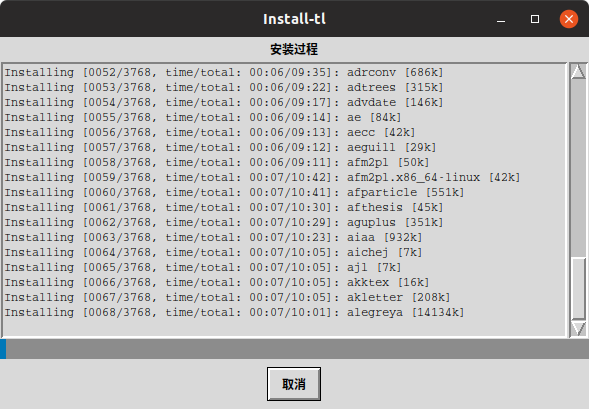 Install-tl
安装过程
Installing [0052/3768, time/total: 00:06/09:35]: adrconv [686k]
Installing [0053/3768, time/total: 00:06/09:22]: adtrees [315k]
Installing [0054/3768, time/total: 00:06/09:17]: advdate [146k]
Installing [0055/3768, time/total: 00:06/09:14]: ae [84k]
Installing [0056/3768, time/total: 00:06/09:13]: aecc [42k]
Installing [0057/3768, time/total: 00:06/09:12]: aeguill [29k]
Installing [0058/3768, time/total: 00:06/09:11]: afm2pl [50k]
Installing [0059/3768, time/total: 00:07/10:42]: afm2pl.x86_64-linux [42k]
Installing [0060/3768, time/total: 00:07/10:41]: afparticle [551k]
Installing [0061/3768, time/total: 00:07/10:30]: afthesis [45k]
Installing [0062/3768, time/total: 00:07/10:29]: aguplus [351k]
Installing [0063/3768, time/total: 00:07/10:23]: aiaa [932k]
Installing [0064/3768, time/total: 00:07/10:05]: aichej [7k]
Installing [0065/3768, time/total: 00:07/10:05]: ajl [7k]
Installing [0066/3768, time/total: 00:07/10:05]: akktex [16k]
Installing [0067/3768, time/total: 00:07/10:05]: akletter [208k]
Installing [0068/3768, time/total: 00:07/10:01]: alegreya [14134k]
取消